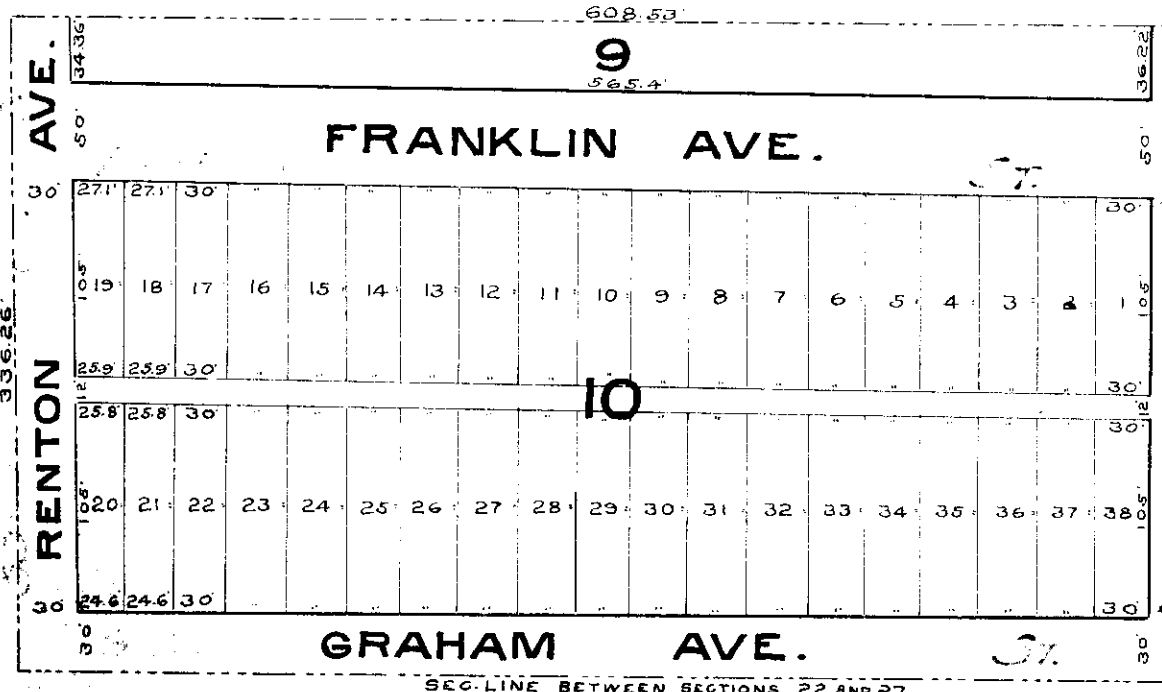 608.53'
34.36' 9 36.22
565.4'
RENTON AVE.
50' FRANKLIN AVE. St. 50'
30' 27.1' 27.1' 30' " " " " " " " " " " " " " " " 30'
336.26'
105' 19 18 17 16 15 14 13 12 11 10 9 8 7 6 5 4 3 2 1 105'
25.9' 25.9' 30' " " " " " " " " " " " " " " " 30'
12' 10 12'
25.8' 25.8' 30' " " " " " " " " " " " " " " " 30'
105' 20 21 22 23 24 25 26 27 28 29 30 31 32 33 34 35 36 37 38 105'
30' 24.6' 24.6' 30' " " " " " " " " " " " " " " " 30'
30' GRAHAM AVE. St. 30'
SEC. LINE BETWEEN SECTIONS 22 AND 27